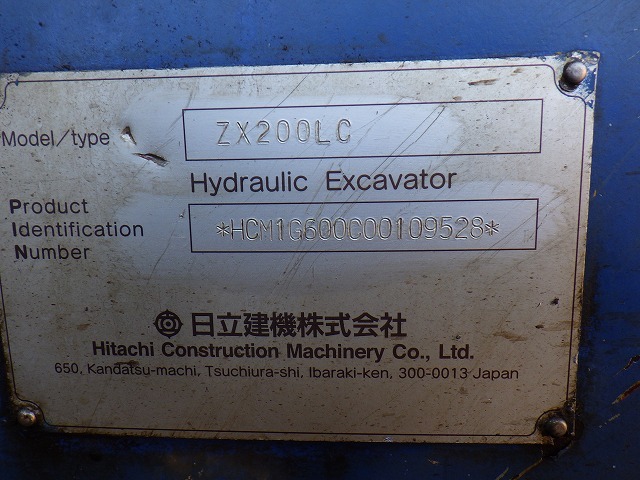 Model/type ZX200LC
Hydraulic Excavator
Product
Identification *HCM1G600C00109528*
Number
日立建機株式会社
Hitachi Construction Machinery Co., Ltd.
650, Kandatsu-machi, Tsuchiura-shi, Ibaraki-ken, 300-0013 Japan